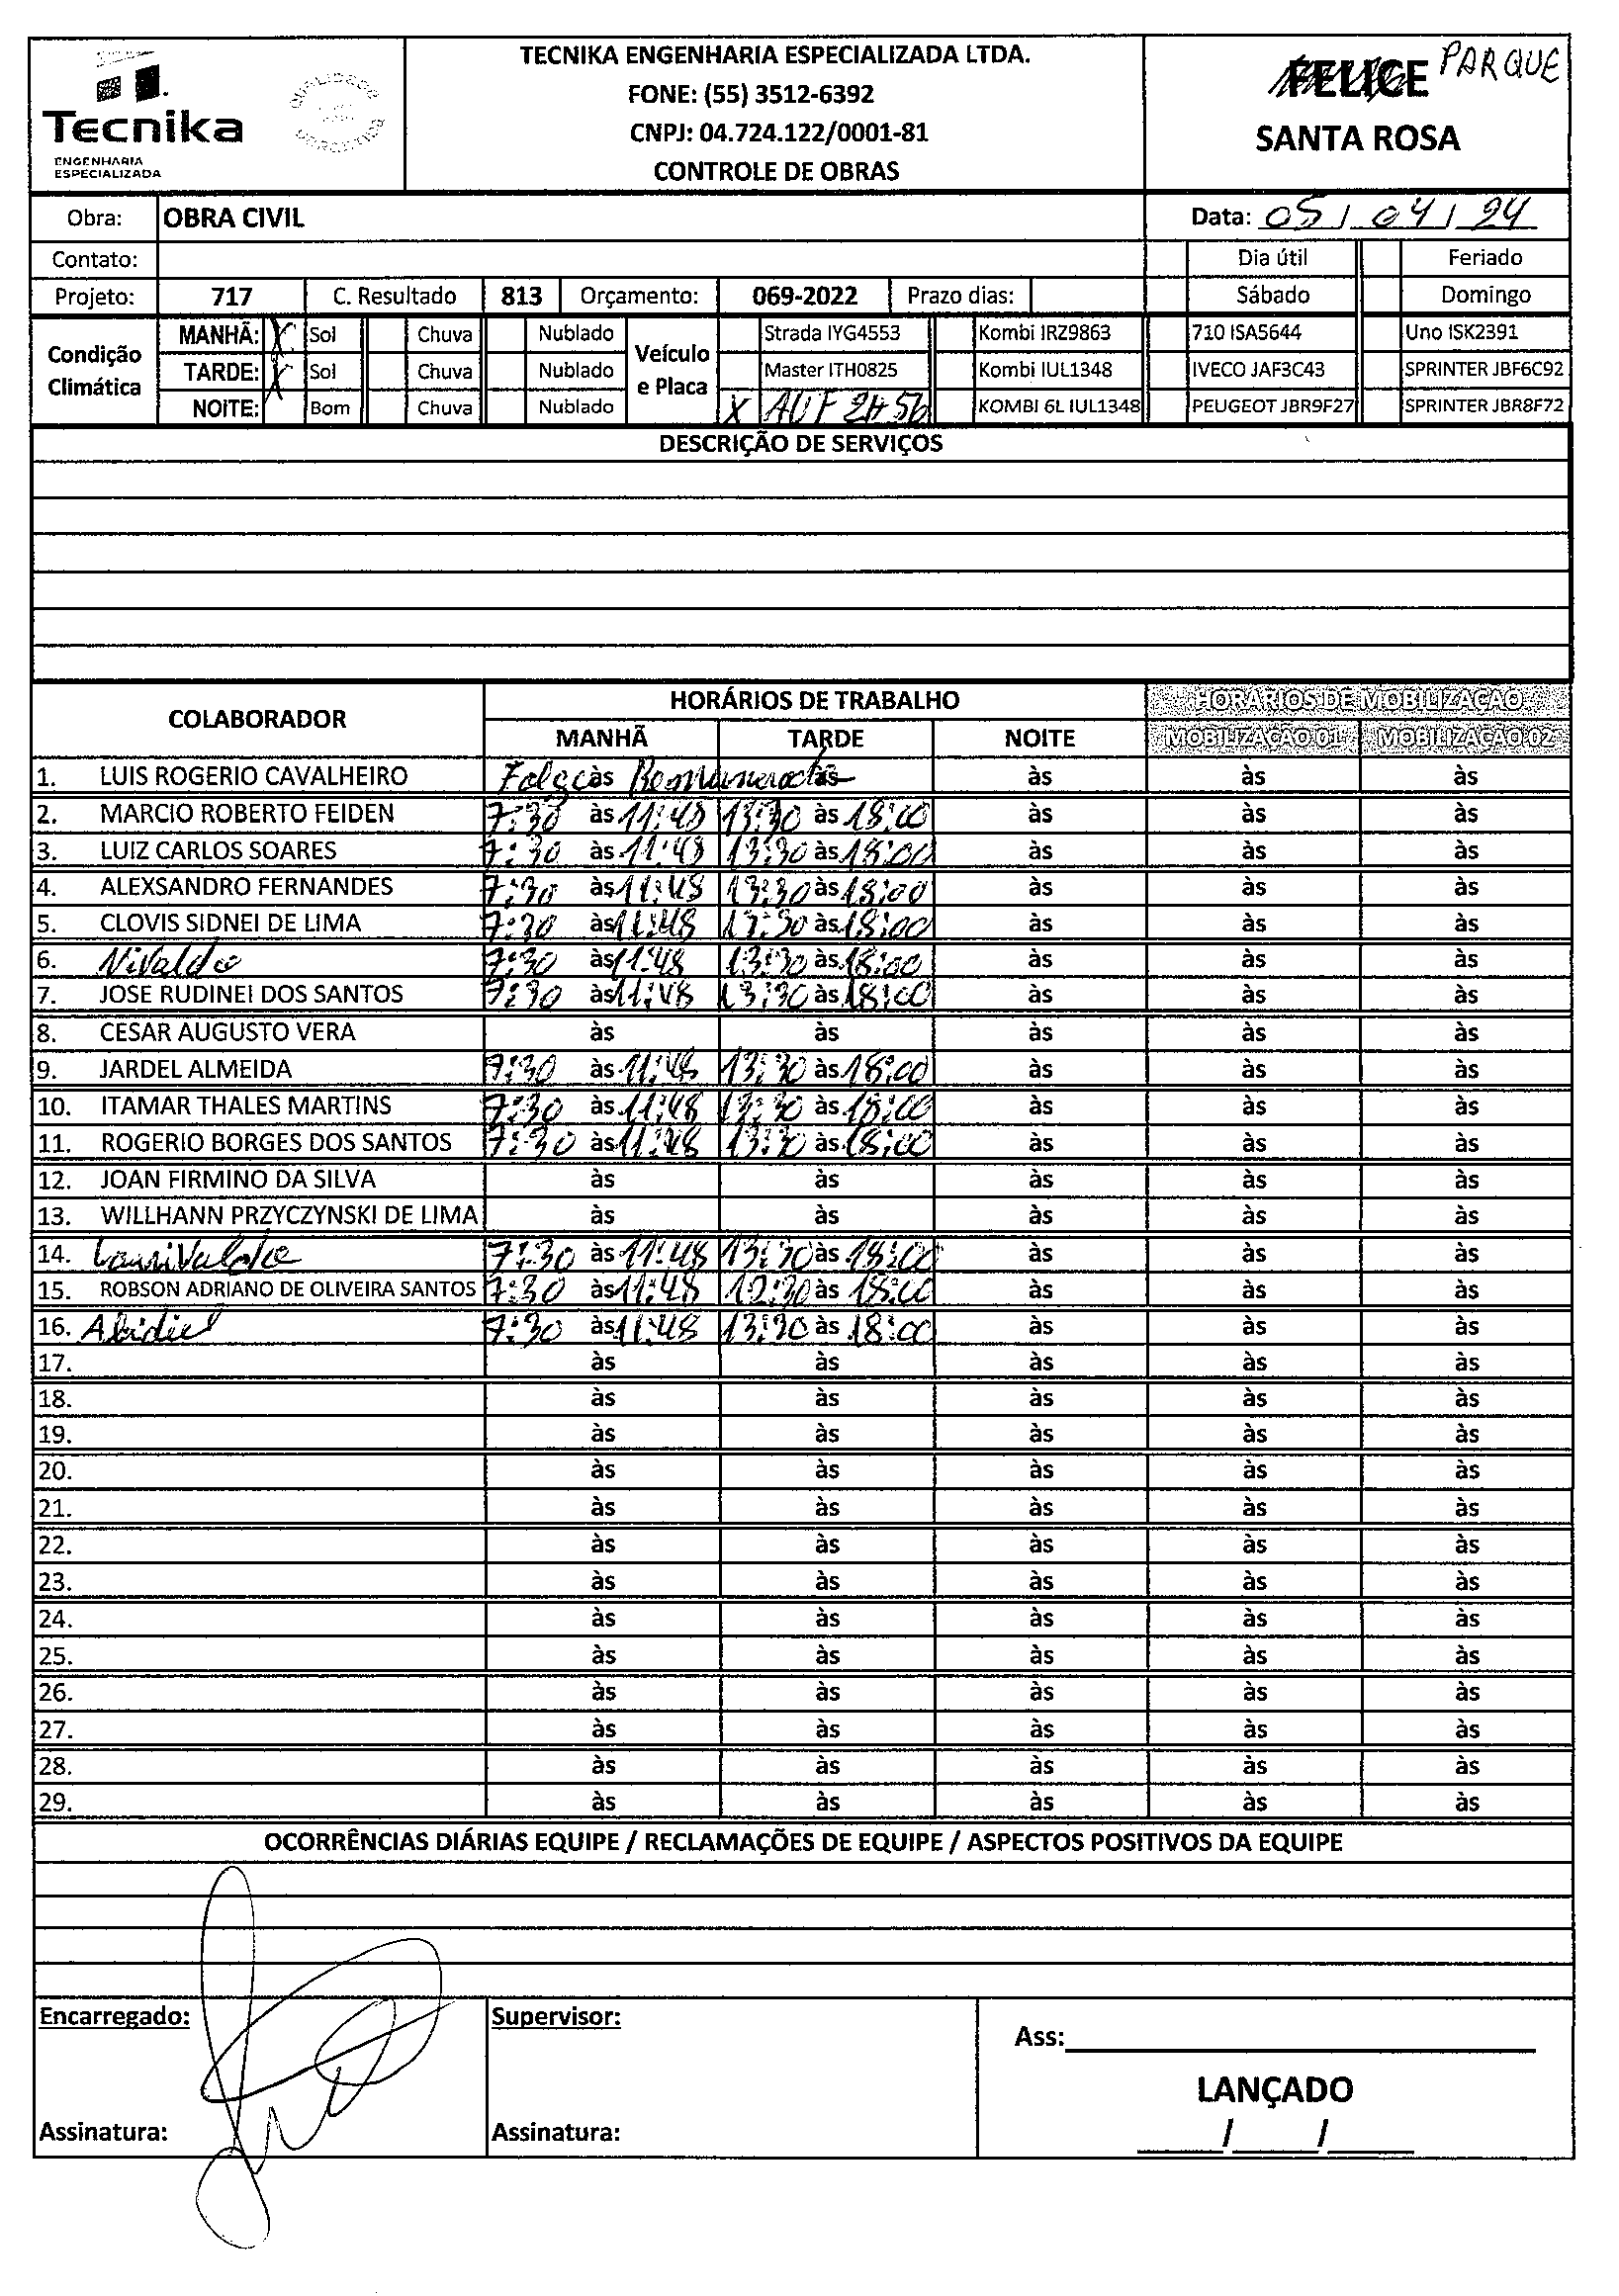 Tecnika
ENGENHARIA
ESPECIALIZADA
TECNIKA ENGENHARIA ESPECIALIZADA LTDA.
FONE: (55) 3512-6392
CNPJ: 04.724.122/0001-81
CONTROLE DE OBRAS
FELICE PARQUE
SANTA ROSA
Obra: OBRA CIVIL Data: 05/04/24
Contato: Dia útil Feriado
Projeto: 717 C. Resultado 813 Orçamento: 069-2022 Prazo dias: Sábado Domingo
Condição Climática
MANHÃ: X Sol Chuva Nublado
TARDE: X Sol Chuva Nublado
NOITE: Bom Chuva Nublado
Veículo e Placa
Strada IYG4553 Kombi IRZ9863 710 ISA5644 Uno ISK2391
Master ITH0825 Kombi IUL1348 IVECO JAF3C43 SPRINTER JBF6C92
X AUF 2H56 KOMBI 6L IUL1348 PEUGEOT JBR9F27 SPRINTER JBR8F72
DESCRIÇÃO DE SERVIÇOS
COLABORADOR HORÁRIOS DE TRABALHO HORÁRIOS DE MOBILIZAÇÃO
MANHÃ TARDE NOITE MOBILIZAÇÃO 01 MOBILIZAÇÃO 02
1. LUIS ROGERIO CAVALHEIRO Folga às Remunerada às às às às
2. MARCIO ROBERTO FEIDEN 7:30 às 11:48 13:30 às 18:00 às às às
3. LUIZ CARLOS SOARES 7:30 às 11:48 13:30 às 18:00 às às às
4. ALEXSANDRO FERNANDES 7:30 às 11:48 13:30 às 18:00 às às às
5. CLOVIS SIDNEI DE LIMA 7:30 às 11:48 13:30 às 18:00 às às às
6. Nivaldo 7:30 às 11:48 13:30 às 18:00 às às às
7. JOSE RUDINEI DOS SANTOS 7:30 às 11:48 13:30 às 18:00 às às às
8. CESAR AUGUSTO VERA às às às às às
9. JARDEL ALMEIDA 7:30 às 11:48 13:30 às 18:00 às às às
10. ITAMAR THALES MARTINS 7:30 às 11:48 13:30 às 18:00 às às às
11. ROGERIO BORGES DOS SANTOS 7:30 às 11:48 13:30 às 18:00 às às às
12. JOAN FIRMINO DA SILVA às às às às às
13. WILLHANN PRZYCZYNSKI DE LIMA às às às às às
14. Lourivaldo 7:30 às 11:48 13:30 às 18:00 às às às
15. ROBSON ADRIANO DE OLIVEIRA SANTOS 7:30 às 11:48 12:30 às 18:00 às às às
16. Abidiel 7:30 às 11:48 13:30 às 18:00 às às às
17. às às às às às
18. às às às às às
19. às às às às às
20. às às às às às
21. às às às às às
22. às às às às às
23. às às às às às
24. às às às às às
25. às às às às às
26. às às às às às
27. às às às às às
28. às às às às às
29. às às às às às
OCORRÊNCIAS DIÁRIAS EQUIPE / RECLAMAÇÕES DE EQUIPE / ASPECTOS POSITIVOS DA EQUIPE
Encarregado: Supervisor: Ass:
LANÇADO
Assinatura: Assinatura: / /